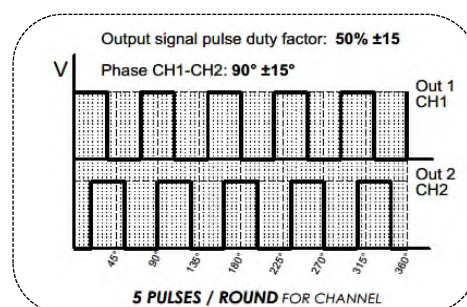 Output signal pulse duty factor: 50% ±15
V
Phase CH1-CH2: 90° ±15°
Out 1
CH1
Out 2
CH2
45° 90° 135° 180° 225° 270° 315° 360°
5 PULSES / ROUND FOR CHANNEL